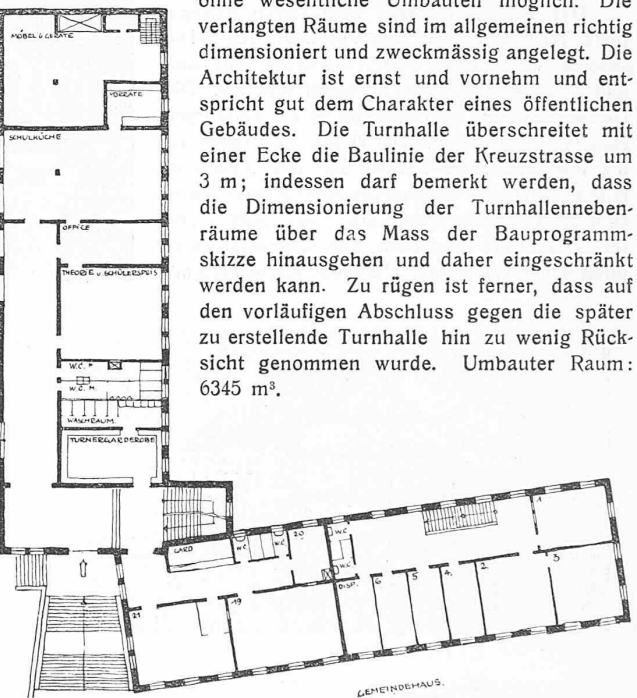 ohne wesentliche Umbauten möglich. Die
verlangten Räume sind im allgemeinen richtig
dimensioniert und zweckmässig angelegt. Die
Architektur ist ernst und vornehm und ent-
spricht gut dem Charakter eines öffentlichen
Gebäudes. Die Turnhalle überschreitet mit
einer Ecke die Baulinie der Kreuzstrasse um
3 m; indessen darf bemerkt werden, dass
die Dimensionierung der Turnhallenneben-
räume über das Mass der Bauprogramm-
skizze hinausgehen und daher eingeschränkt
werden kann. Zu rügen ist ferner, dass auf
den vorläufigen Abschluss gegen die später
zu erstellende Turnhalle hin zu wenig Rück-
sicht genommen wurde. Umbauter Raum:
6345 m³.
MÖBEL & GERÄTE
VORRÄTE
SCHULKÜCHE
OFFICE
THEORIE U. SCHÜLERSPEIS
W.C. F
W.C. M.
WASCHRAUM.
TURNERGARDEROBE
GARD
W.C
W.C
20
W.C
W.C
DISP.
6
5
4.
2.
1
3
21
19
GEMEINDEHAUS.